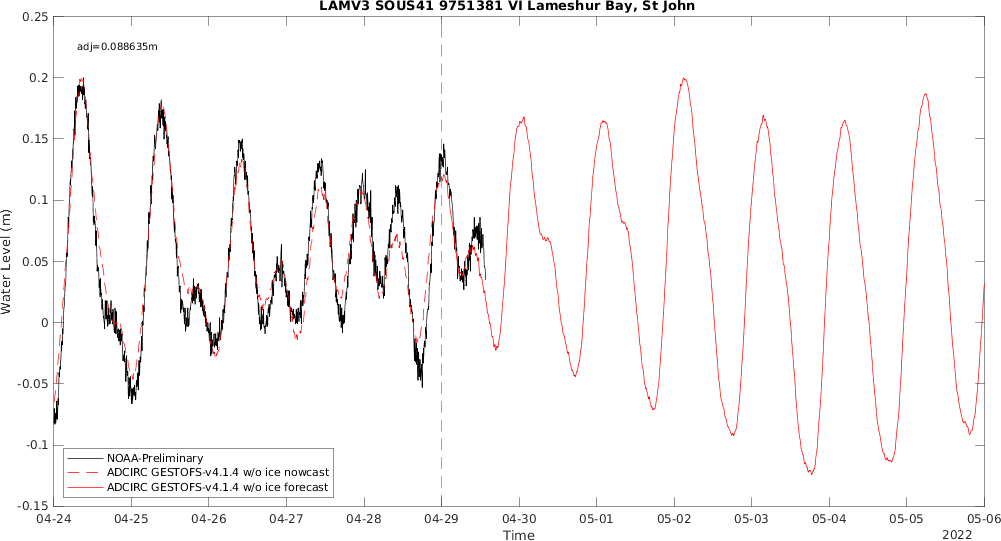 LAMV3 SOUS41 9751381 VI Lameshur Bay, St John
0.25
adj=0.088635m
0.2
0.15
0.1
0.05
0
-0.05
-0.1
-0.15
Water Level (m)
NOAA-Preliminary
ADCIRC GESTOFS-v4.1.4 w/o ice nowcast
ADCIRC GESTOFS-v4.1.4 w/o ice forecast
04-24 04-25 04-26 04-27 04-28 04-29 04-30 05-01 05-02 05-03 05-04 05-05 05-06
Time
2022